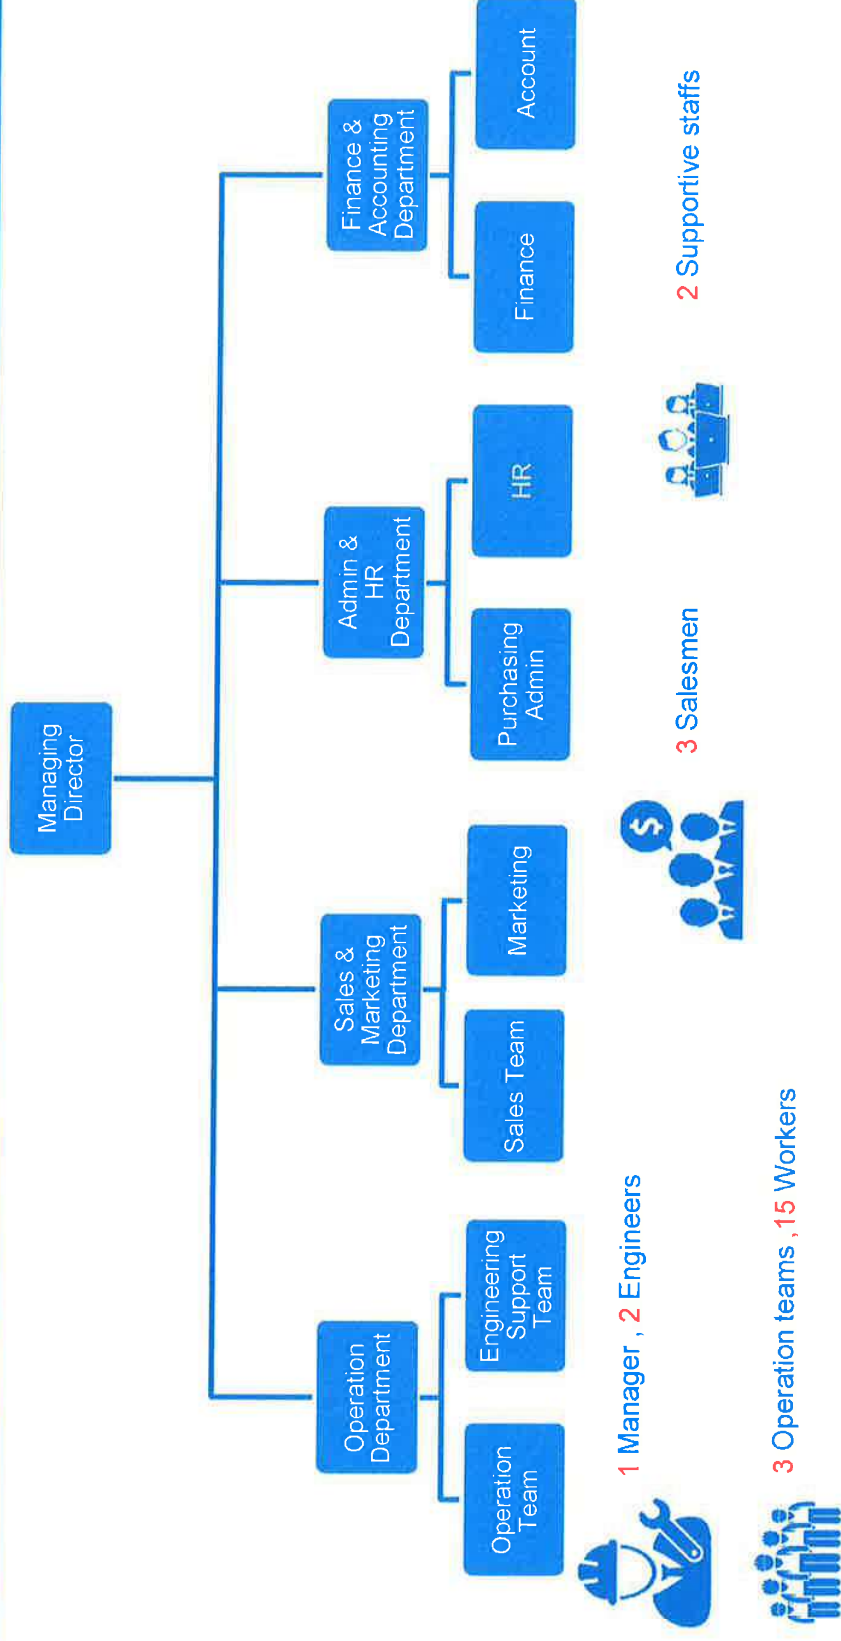 Managing
Director
Operation
Department
Sales &
Marketing
Department
Admin &
HR
Department
Finance &
Accounting
Department
Operation
Team
Engineering
Support
Team
Sales Team
Marketing
Purchasing
Admin
HR
Finance
Account
1 Manager , 2 Engineers
$
3 Salesmen
2 Supportive staffs
3 Operation teams ,15 Workers